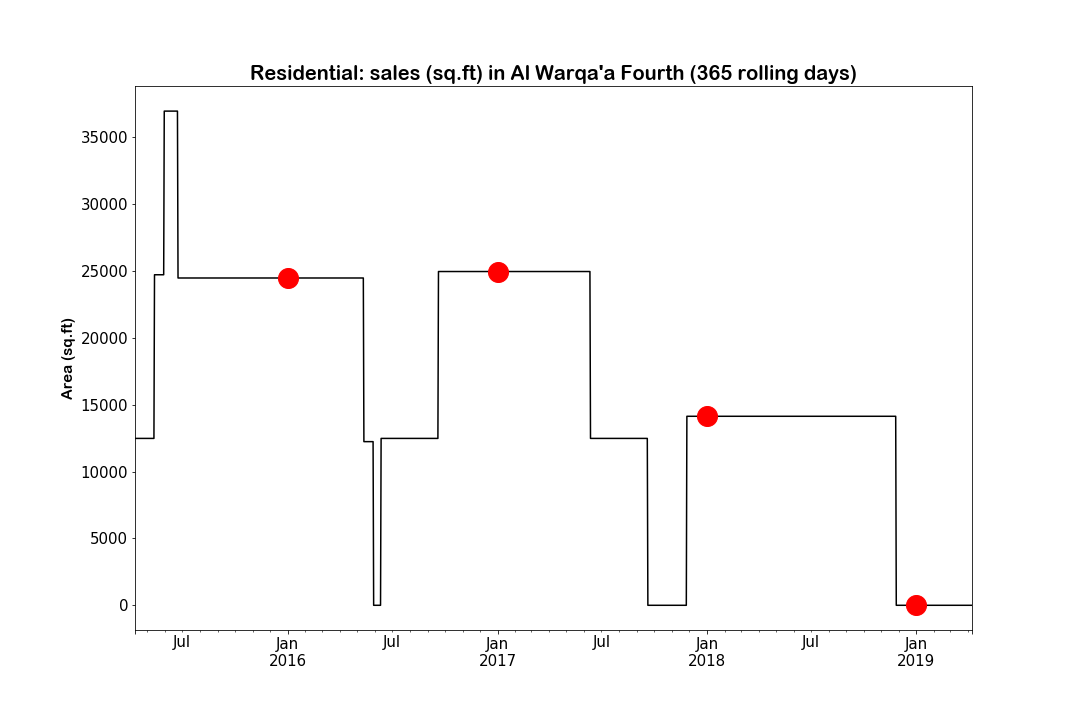 Residential: sales (sq.ft) in Al Warqa'a Fourth (365 rolling days)
Area (sq.ft)
35000
30000
25000
20000
15000
10000
5000
0
Jul
Jan
2016
Jul
Jan
2017
Jul
Jan
2018
Jul
Jan
2019